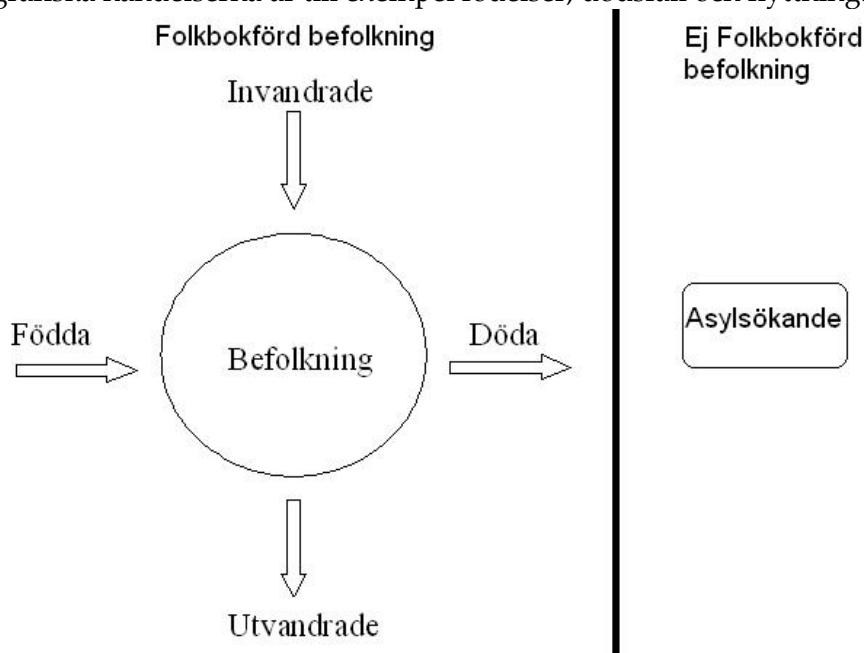 Folkbokförd befolkning
Invandrade
Födda
Befolkning
Döda
Utvandrade
Ej Folkbokförd
befolkning
Asylsökande